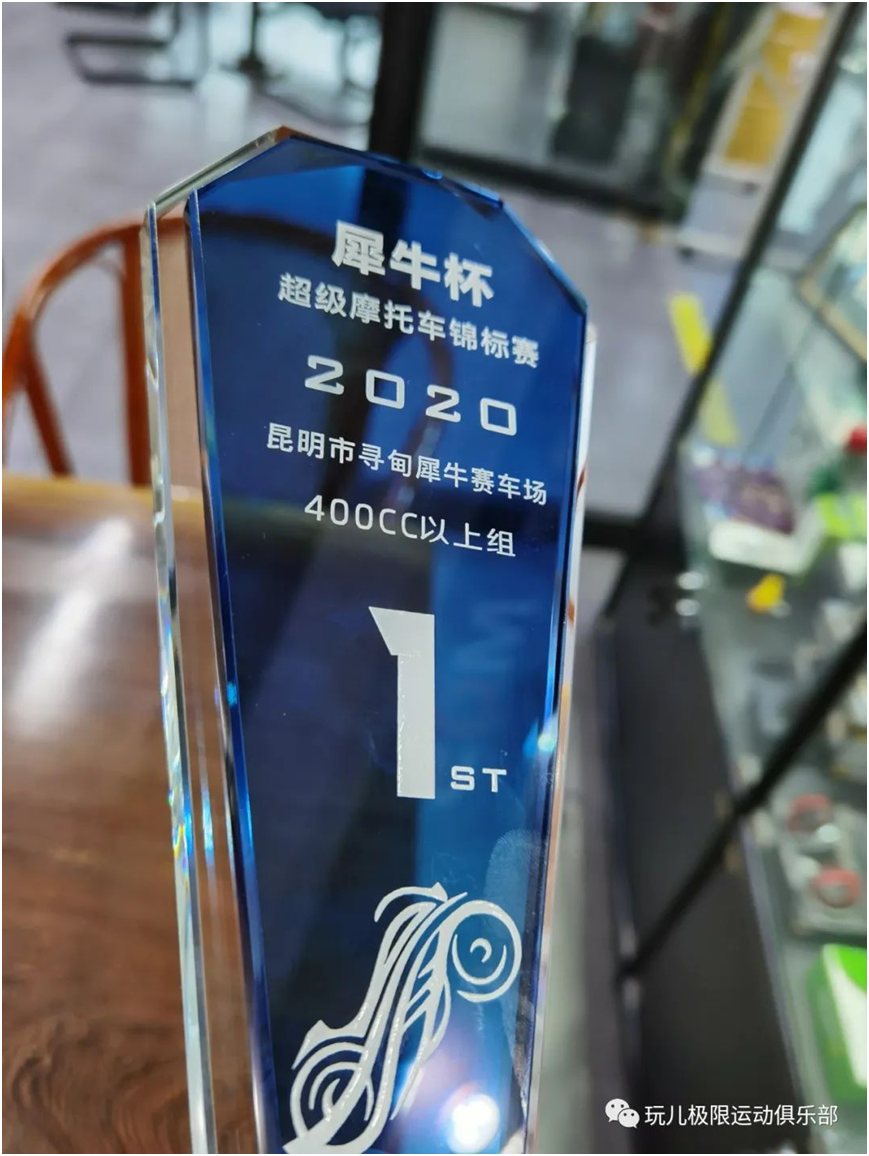 犀牛杯
超级摩托车锦标赛
2020
昆明市寻甸犀牛赛车场
400CC以上组
1ST
玩儿极限运动俱乐部